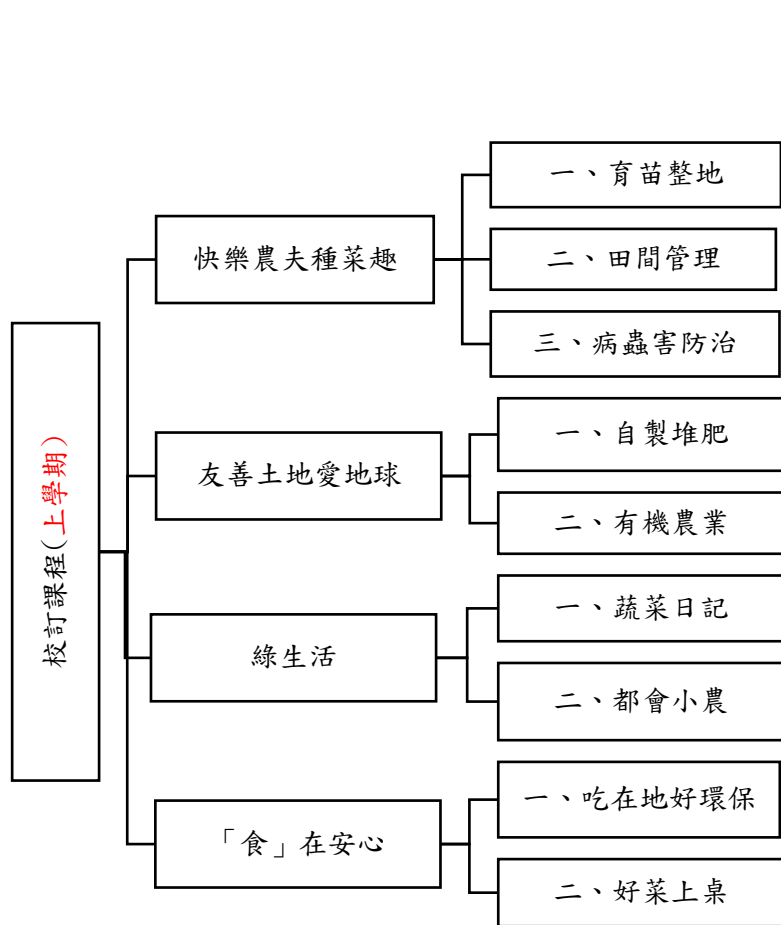 校訂課程(上學期)
快樂農夫種菜趣
一、育苗整地
二、田間管理
三、病蟲害防治
友善土地愛地球
一、自製堆肥
二、有機農業
綠生活
一、蔬菜日記
二、都會小農
「食」在安心
一、吃在地好環保
二、好菜上桌